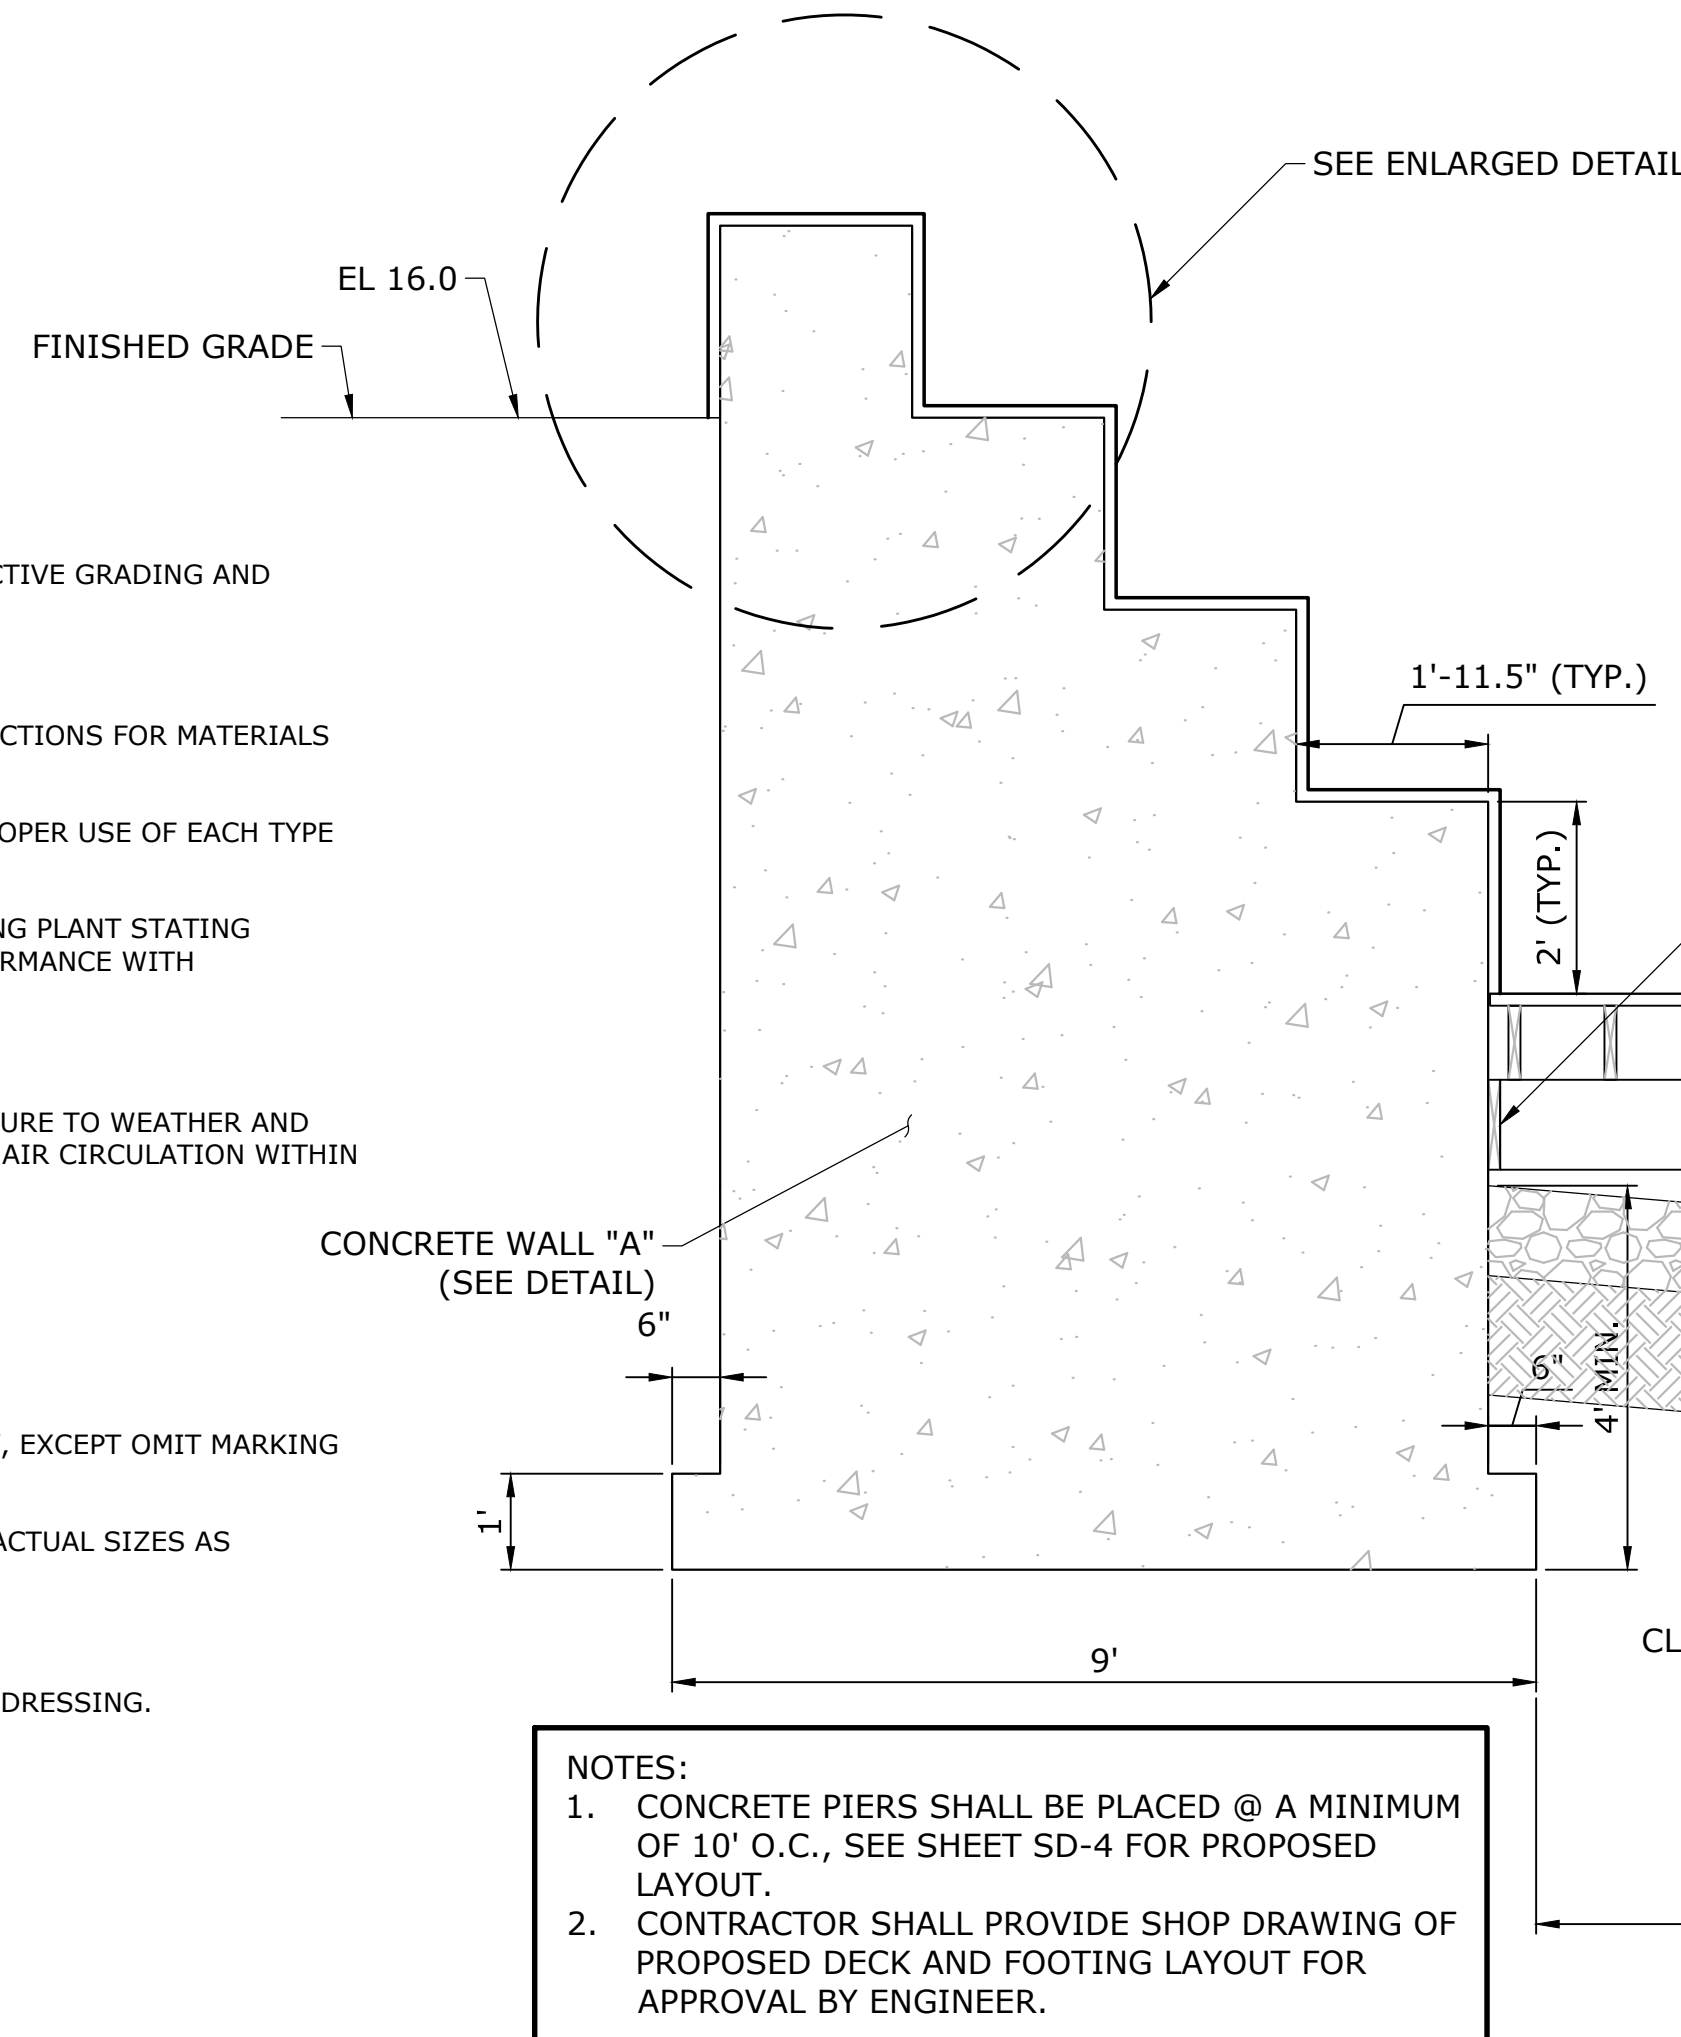 SEE ENLARGED DETAIL
EL 16.0
FINISHED GRADE
CTIVE GRADING AND
1'-11.5" (TYP.)
CTIONS FOR MATERIALS
OPER USE OF EACH TYPE
2' (TYP.)
NG PLANT STATING
RMANCE WITH
URE TO WEATHER AND
AIR CIRCULATION WITHIN
CONCRETE WALL "A"
(SEE DETAIL)
6"
6"
4' MIN.
, EXCEPT OMIT MARKING
1'
ACTUAL SIZES AS
CL
9'
DRESSING.
NOTES:
1. CONCRETE PIERS SHALL BE PLACED @ A MINIMUM
OF 10' O.C., SEE SHEET SD-4 FOR PROPOSED
LAYOUT.
2. CONTRACTOR SHALL PROVIDE SHOP DRAWING OF
PROPOSED DECK AND FOOTING LAYOUT FOR
APPROVAL BY ENGINEER.